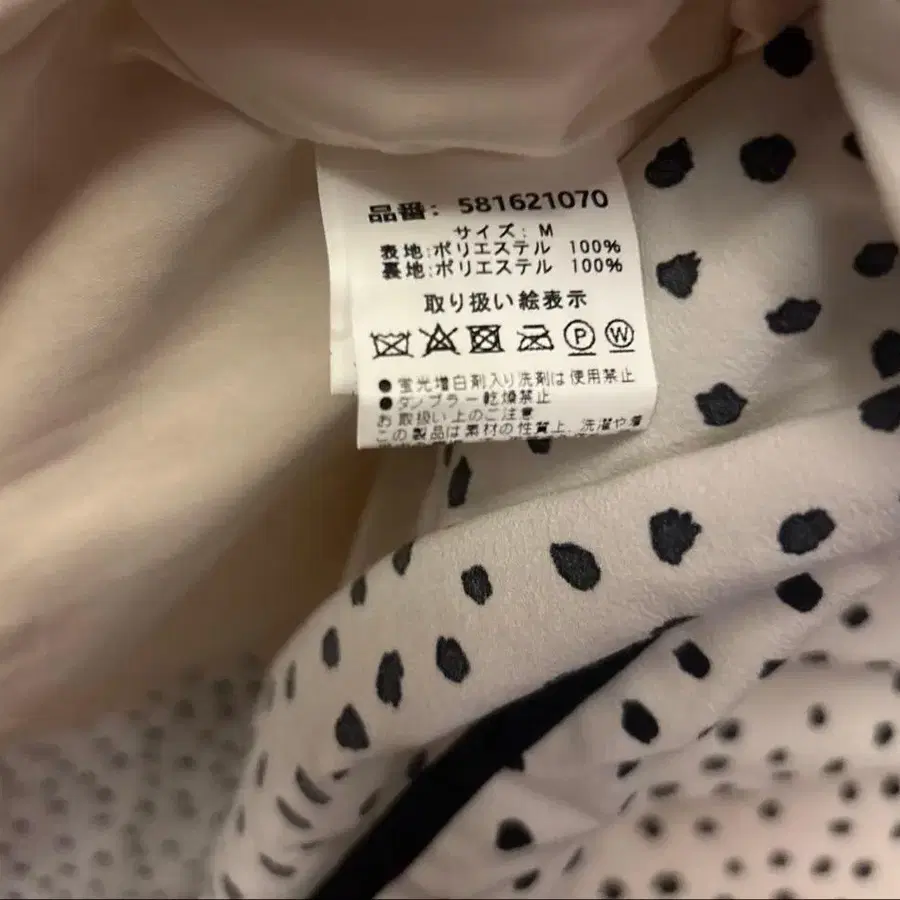 品番: 581621070
サイズ: M
表地:ポリエステル 100%
裏地:ポリエステル 100%
取り扱い絵表示
P W
● 蛍光増白剤入り洗剤は使用禁止
● タンブラー乾燥禁止
お取扱い上のご注意
この製品は素材の性質上、洗濯や着